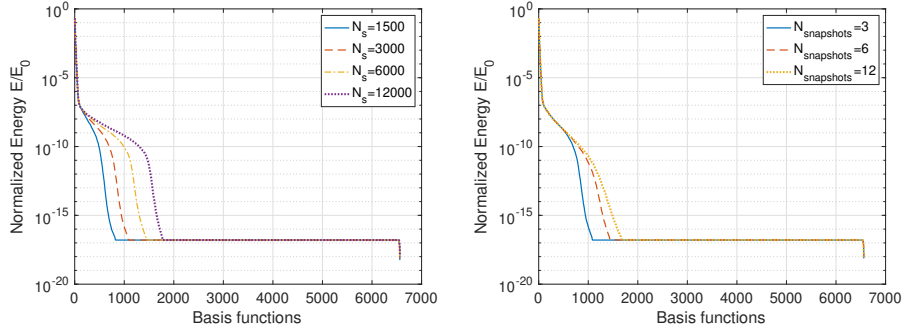 10^0
10^-5
10^-10
10^-15
10^-20
Normalized Energy E/E_0
0 1000 2000 3000 4000 5000 6000 7000
Basis functions
N_s=1500
N_s=3000
N_s=6000
N_s=12000
10^0
10^-5
10^-10
10^-15
10^-20
Normalized Energy E/E_0
0 1000 2000 3000 4000 5000 6000 7000
Basis functions
N_snapshots=3
N_snapshots=6
N_snapshots=12